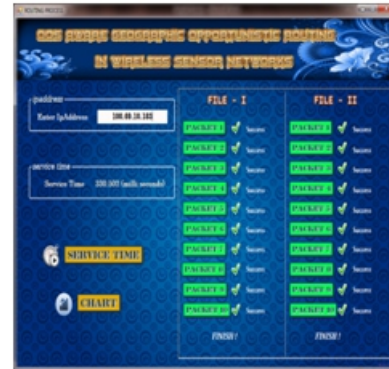 ROUTING PROCESS
QOS AWARE GEOGRAPHIC OPPORTUNISTIC ROUTING
IN WIRELESS SENSOR NETWORKS
ipaddress
Enter IpAddress
service time
Service Time (milli seconds)
SERVICE TIME
CHART
FILE - I
PACKET 1 Success
PACKET 2 Success
PACKET 3 Success
PACKET 4 Success
PACKET 5 Success
PACKET 6 Success
PACKET 7 Success
PACKET 8 Success
PACKET 9 Success
PACKET 10 Success
FINISH !
FILE - II
PACKET 1 Success
PACKET 2 Success
PACKET 3 Success
PACKET 4 Success
PACKET 5 Success
PACKET 6 Success
PACKET 7 Success
PACKET 8 Success
PACKET 9 Success
PACKET 10 Success
FINISH !